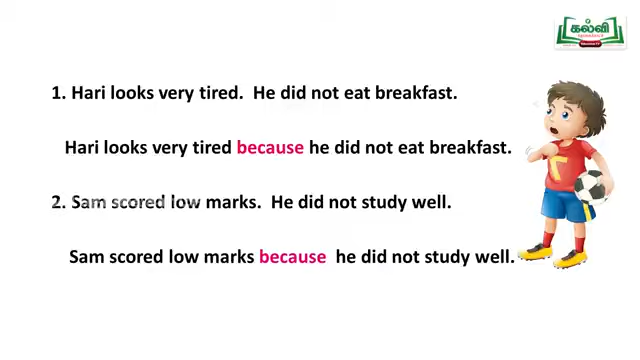 கல்வி
1. Hari looks very tired. He did not eat breakfast.
Hari looks very tired because he did not eat breakfast.
2. Sam scored low marks. He did not study well.
Sam scored low marks because he did not study well.